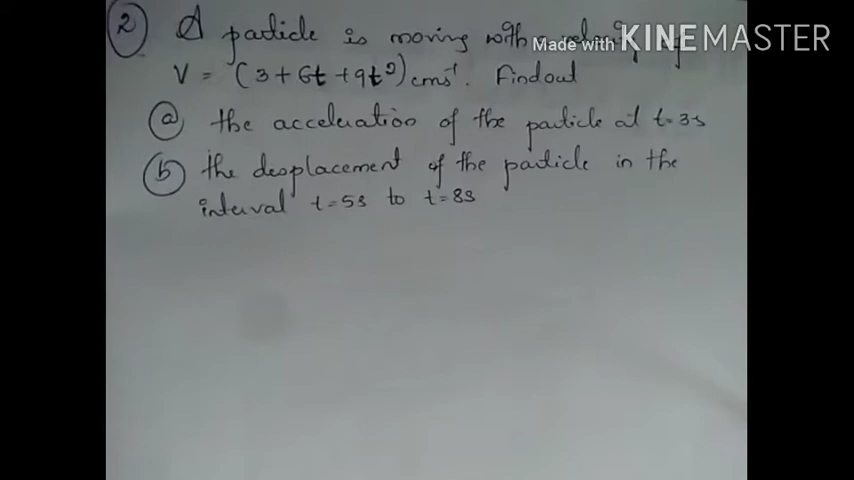 2 A particle is moving with a
Made with KINEMASTER
V = (3 + 6t + 9t²) cms⁻¹. Findout
a the acceleration of the particle at t=3s
b the desplacement of the particle in the
interval t=5s to t=8s